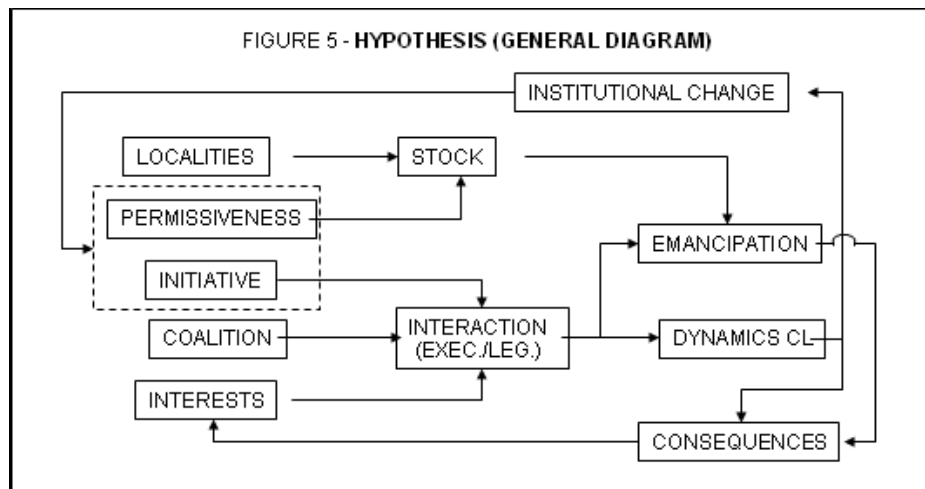 FIGURE 5 - HYPOTHESIS (GENERAL DIAGRAM)
INSTITUTIONAL CHANGE
LOCALITIES
STOCK
PERMISSIVENESS
EMANCIPATION
INITIATIVE
COALITION
INTERACTION
(EXEC./LEG.)
DYNAMICS CL
INTERESTS
CONSEQUENCES